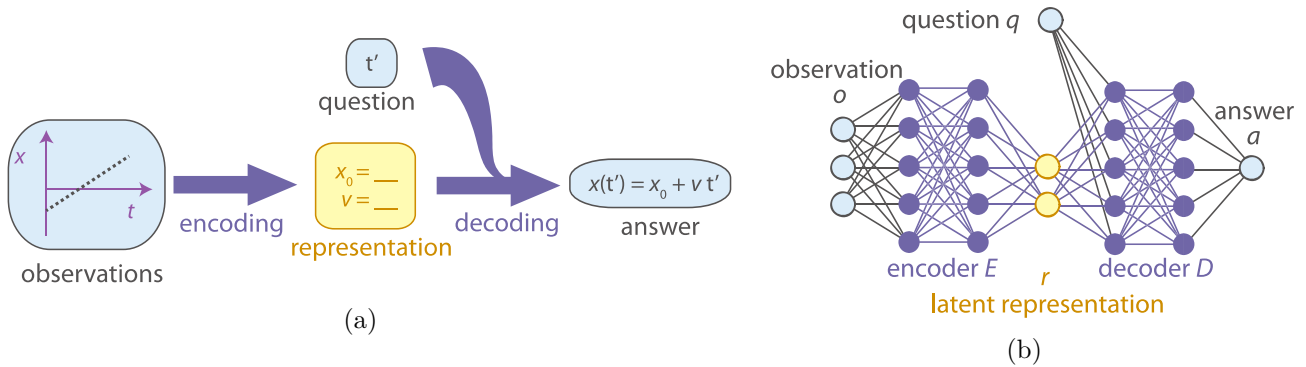 x
t
observations
encoding
t′
question
x₀ = __
v = __
representation
decoding
x(t′) = x₀ + v t′
answer
(a)
question q
observation
o
answer
a
encoder E
r
decoder D
latent representation
(b)